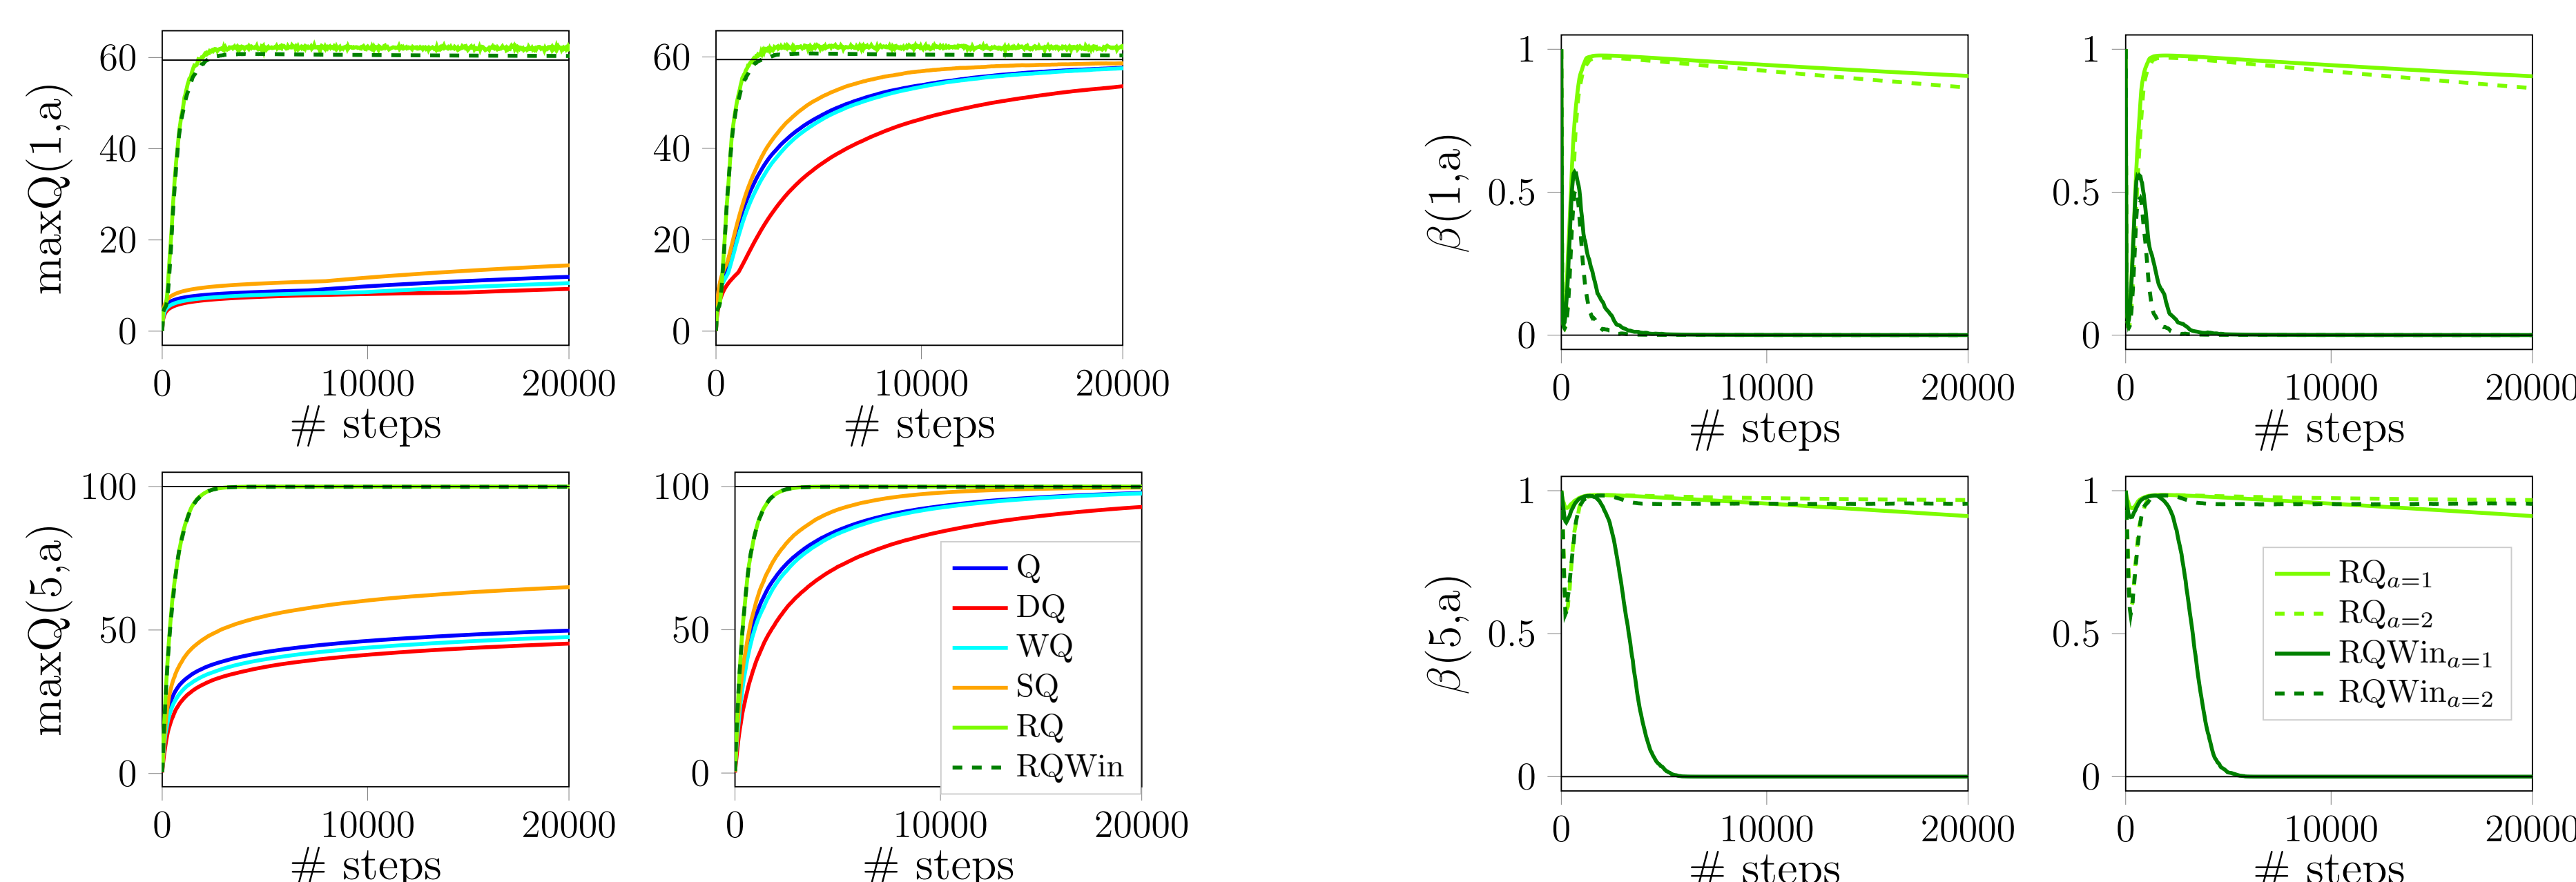 maxQ(1,a)
60
40
20
0
0 10000 20000
# steps
60
40
20
0
0 10000 20000
# steps
β(1,a)
1
0.5
0
0 10000 20000
# steps
1
0.5
0
0 10000 20000
# steps
maxQ(5,a)
100
50
0
0 10000 20000
# steps
100
50
0
0 10000 20000
# steps
Q
DQ
WQ
SQ
RQ
RQWin
β(5,a)
1
0.5
0
0 10000 20000
# steps
1
0.5
0
0 10000 20000
# steps
RQa=1
RQa=2
RQWina=1
RQWina=2